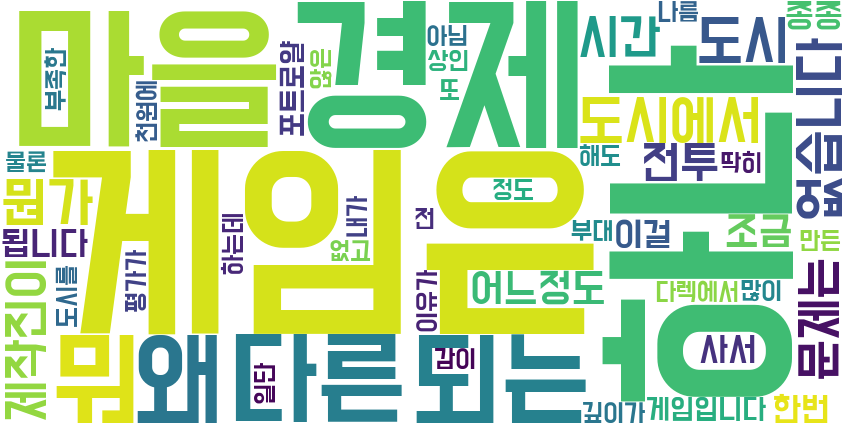 마을
경제
부족한
천원에
포트로얄
않은
아님
상인
또
시간
나름
도시
종종
없습니다
하나
도시에서
해도
전투
딱히
물론
뭔가
됩니다
게임은
정도
없고
내가
전
하는데
평가가
도시를
제작진이
부대
이걸
조금
만든
어느정도
이유가
다렉에서
많이
문제는
뭐
왜
다른
되는
일단
감이
사서
깊이가
게임입니다
한번